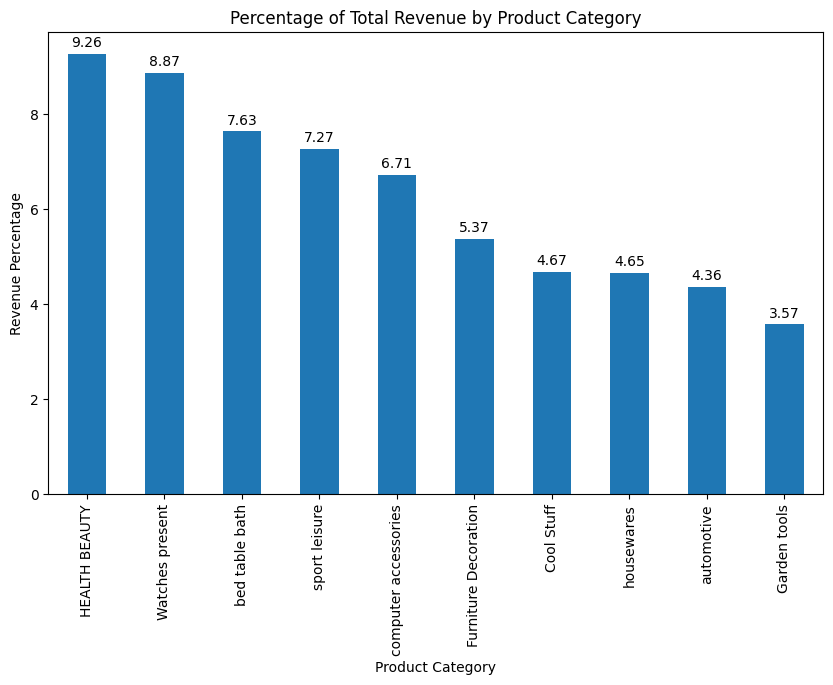 Percentage of Total Revenue by Product Category
9.26
8.87
7.63
7.27
6.71
5.37
4.67
4.65
4.36
3.57
Revenue Percentage
8
6
4
2
0
HEALTH BEAUTY
Watches present
bed table bath
sport leisure
computer accessories
Furniture Decoration
Cool Stuff
housewares
automotive
Garden tools
Product Category